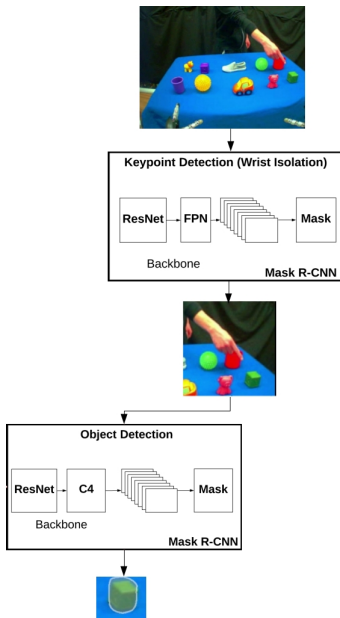 Keypoint Detection (Wrist Isolation)
ResNet
FPN
Mask
Backbone
Mask R-CNN
Object Detection
ResNet
C4
Mask
Backbone
Mask R-CNN